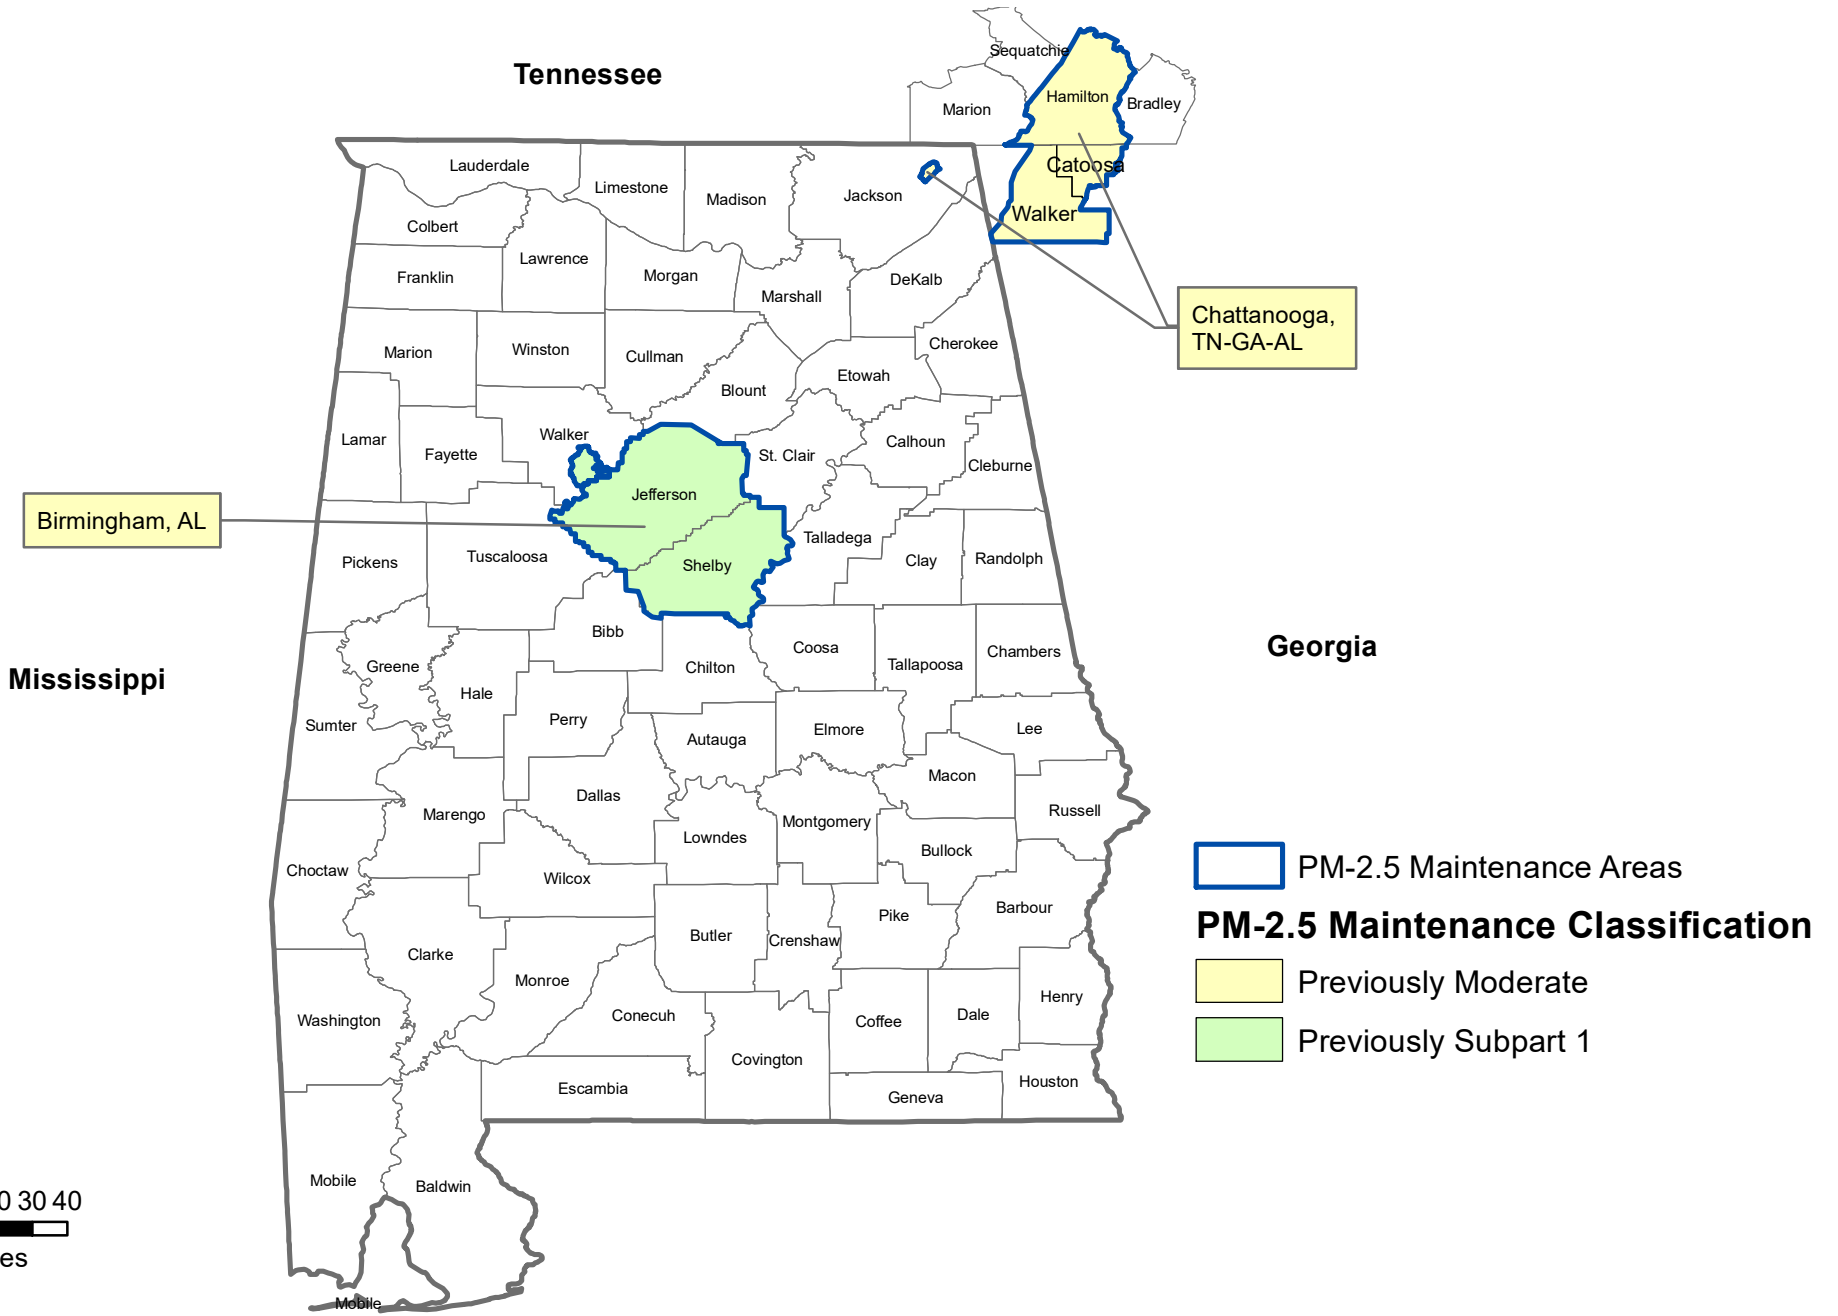 Sequatchie
Tennessee
Hamilton
Marion
Bradley
Lauderdale
Catoosa
Limestone
Madison
Jackson
Walker
Colbert
Lawrence
Franklin
Morgan
DeKalb
Marshall
Chattanooga,
TN-GA-AL
Marion
Winston
Cullman
Cherokee
Etowah
Blount
Lamar
Walker
Calhoun
Fayette
St. Clair
Cleburne
Jefferson
Birmingham, AL
Talladega
Pickens
Tuscaloosa
Shelby
Clay
Randolph
Bibb
Coosa
Chambers
Georgia
Greene
Chilton
Tallapoosa
Mississippi
Hale
Perry
Sumter
Autauga
Elmore
Lee
Macon
Dallas
Marengo
Russell
Lowndes
Montgomery
Bullock
Choctaw
Wilcox
PM-2.5 Maintenance Areas
Barbour
Pike
PM-2.5 Maintenance Classification
Butler
Crenshaw
Clarke
Monroe
Previously Moderate
Henry
Washington
Conecuh
Coffee
Dale
Previously Subpart 1
Covington
Escambia
Houston
Geneva
Mobile
Baldwin
0 30 40
es
Mobile